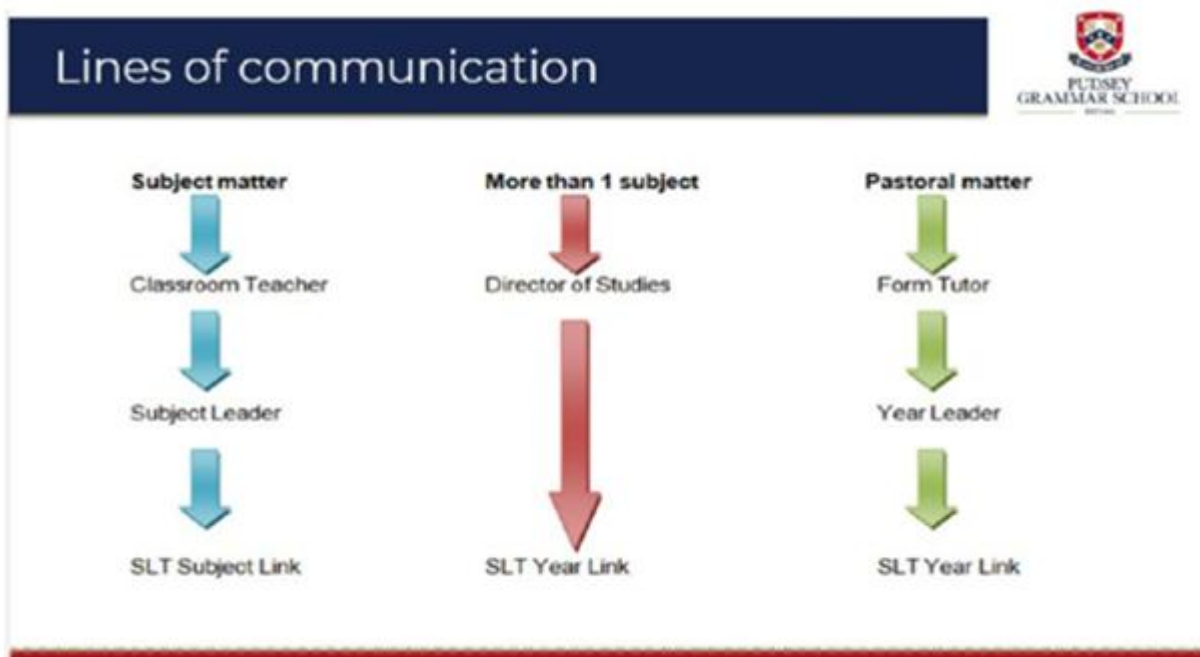 Lines of communication
PUDSEY
GRAMMAR SCHOOL
Subject matter
Classroom Teacher
Subject Leader
SLT Subject Link
More than 1 subject
Director of Studies
SLT Year Link
Pastoral matter
Form Tutor
Year Leader
SLT Year Link